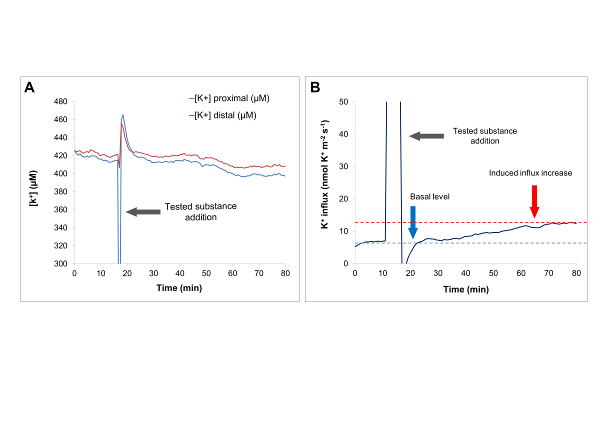 A
[K+] proximal (µM)
[K+] distal (µM)
480
460
440
420
400
380
360
340
320
300
[k⁺] (µM)
Tested substance
addition
0 10 20 30 40 50 60 70 80
Time (min)
B
50
40
30
20
10
0
K⁺ influx (nmol K⁺ m⁻² s⁻¹)
Tested substance
addition
Induced influx increase
Basal level
0 10 20 30 40 50 60 70 80
Time (min)